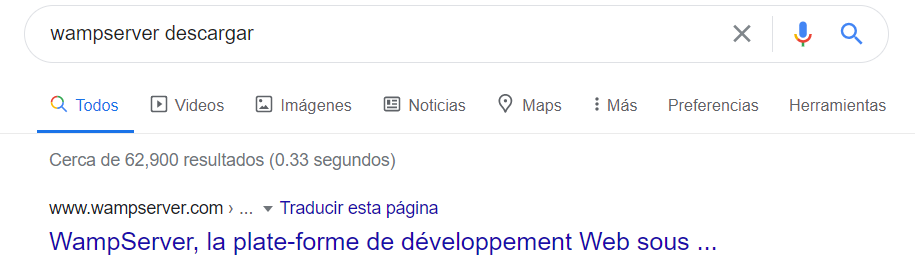 wampserver descargar
Todos Videos Imágenes Noticias Maps Más Preferencias Herramientas
Cerca de 62,900 resultados (0.33 segundos)
www.wampserver.com › ... Traducir esta página
WampServer, la plate-forme de développement Web sous ...